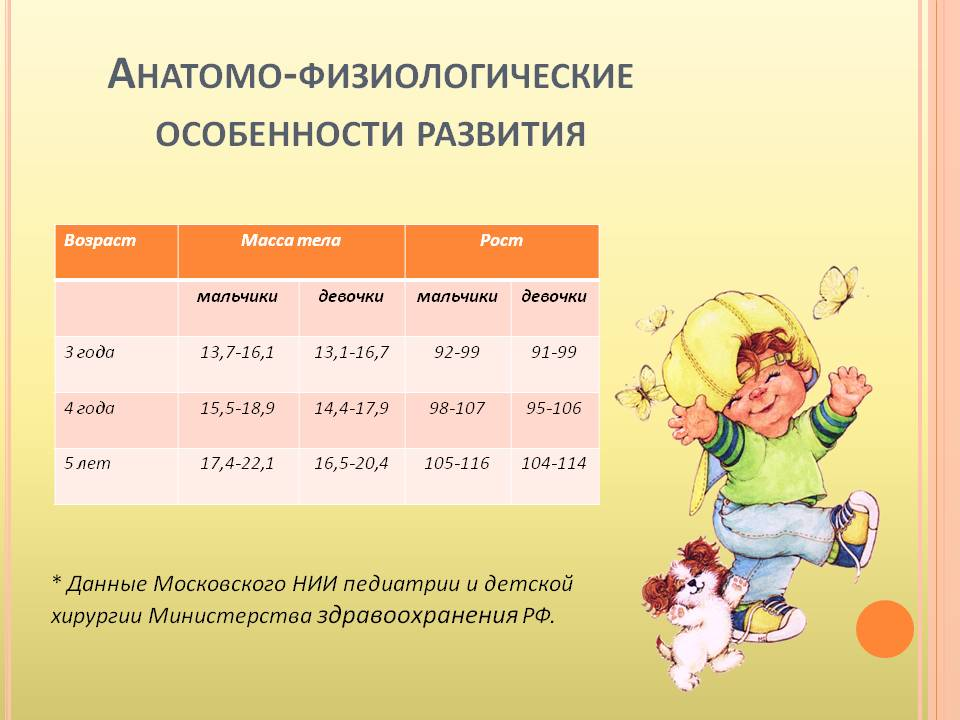 Анатомо-физиологические
особенности развития
Возраст Масса тела Рост
мальчики девочки мальчики девочки
3 года 13,7-16,1 13,1-16,7 92-99 91-99
4 года 15,5-18,9 14,4-17,9 98-107 95-106
5 лет 17,4-22,1 16,5-20,4 105-116 104-114
* Данные Московского НИИ педиатрии и детской
хирургии Министерства здравоохранения РФ.